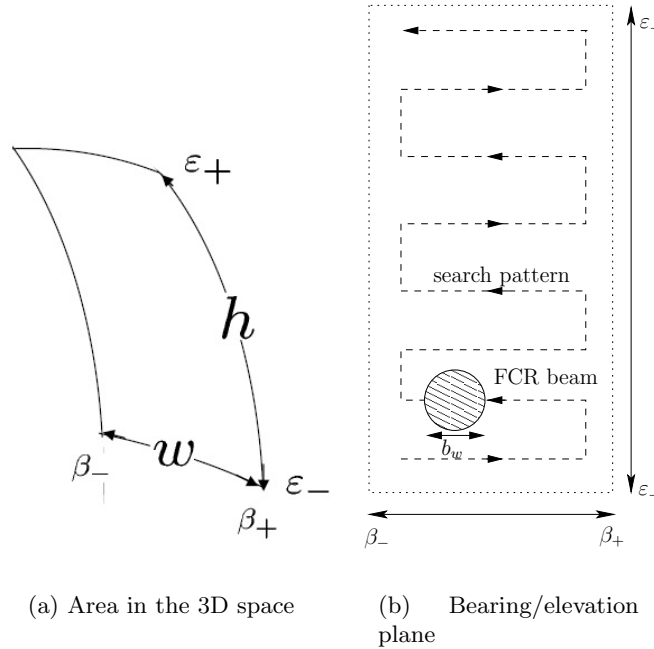 ε₊
h
w
β₋
β₊
ε₋
ε₋
search pattern
FCR beam
b_w
ε₋
β₋
β₊
(a) Area in the 3D space
(b) Bearing/elevation
plane